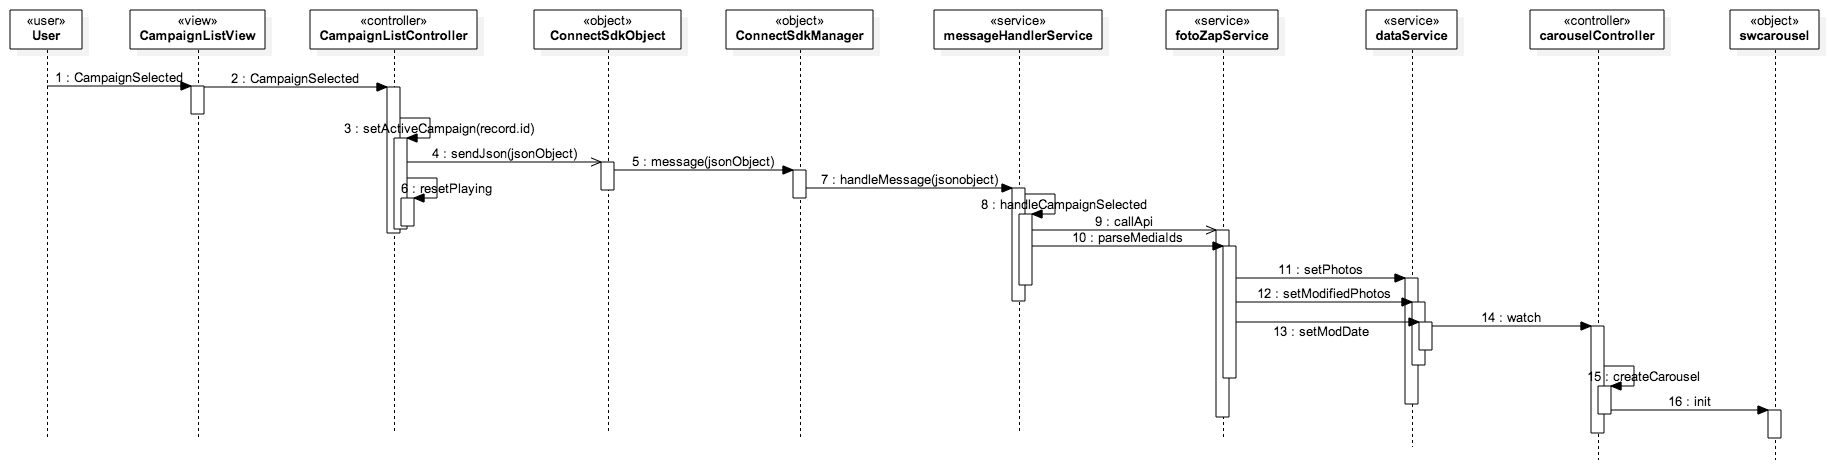 «user»
User
«view»
CampaignListView
«controller»
CampaignListController
«object»
ConnectSdkObject
«object»
ConnectSdkManager
«service»
messageHandlerService
«service»
fotoZapService
«service»
dataService
«controller»
carouselController
«object»
swcarousel
1 : CampaignSelected
2 : CampaignSelected
3 : setActiveCampaign(record.id)
4 : sendJson(jsonObject)
5 : message(jsonObject)
6 : resetPlaying
7 : handleMessage(jsonobject)
8 : handleCampaignSelected
9 : callApi
10 : parseMediaIds
11 : setPhotos
12 : setModifiedPhotos
13 : setModDate
14 : watch
15 : createCarousel
16 : init